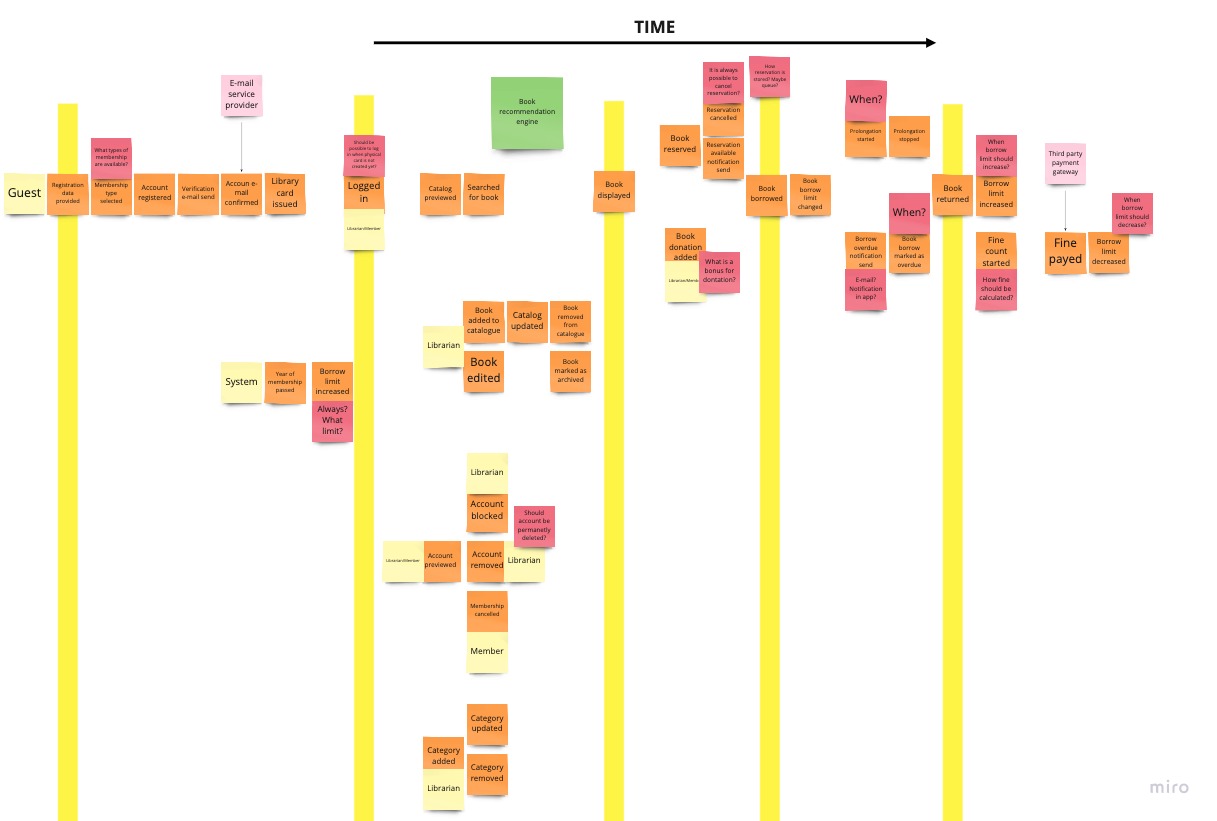 TIME
E-mail
service
provider
Guest
Registration
data
provided
What types of
membership
are available?
Membership
type
selected
Account
registered
Verification
e-mail send
Accoun e-
mail
confirmed
Library
card
issued
Should be
possible to log
in when physical
card is not
created yet?
Logged
in
Librarian/Member
Book
recommendation
engine
Catalog
previewed
Searched
for book
Book
displayed
It is always
possible to
cancel
reservation?
How
reservation is
stored? Maybe
queue?
Reservation
cancelled
Book
reserved
Reservation
available
notification
send
Book
borrowed
Book
borrow
limit
changed
When?
Prolongation
started
Prolongation
stopped
Book
returned
When
borrow
limit should
increase?
Borrow
limit
increased
Third party
payment
gateway
Book
donation
added
Librarian/Memb
What is a
bonus for
dontation?
When?
Borrow
overdue
notification
send
Book
borrow
marked as
overdue
E-mail?
Notification
in app?
Fine
count
started
How fine
should be
calculated?
Fine
payed
When
borrow
limit should
decrease?
Borrow
limit
decreased
Librarian
Book
added to
catalogue
Catalog
updated
Book
removed
from
catalogue
Book
edited
Book
marked as
archived
System
Year of
membership
passed
Borrow
limit
increased
Always?
What
limit?
Librarian
Account
blocked
Should
account be
permanetly
deleted?
Librarian/Member
Account
previewed
Account
removed
Librarian
Membership
cancelled
Member
Category
updated
Category
added
Librarian
Category
removed
miro